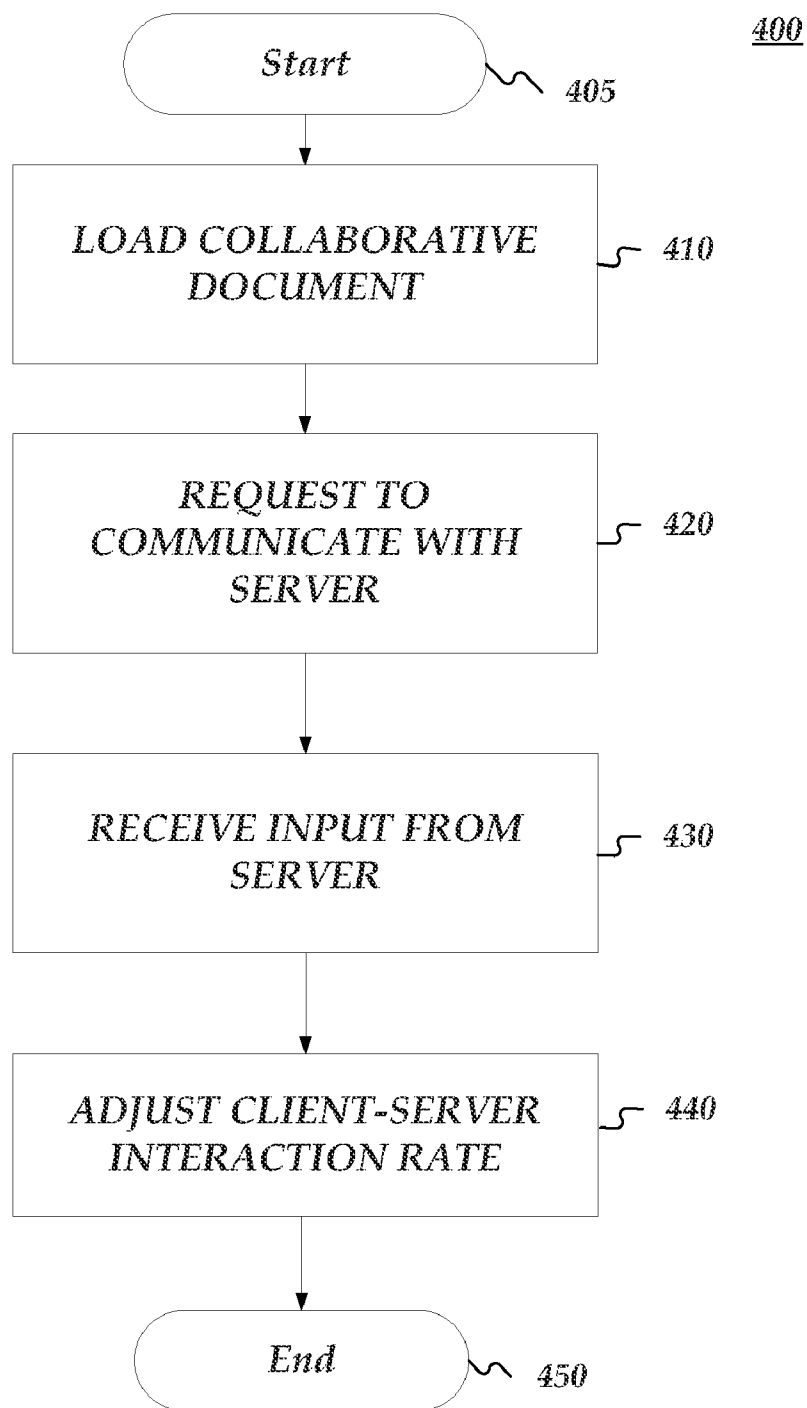 400
Start
405
LOAD COLLABORATIVE
DOCUMENT
410
REQUEST TO
COMMUNICATE WITH
SERVER
420
RECEIVE INPUT FROM
SERVER
430
ADJUST CLIENT-SERVER
INTERACTION RATE
440
End
450